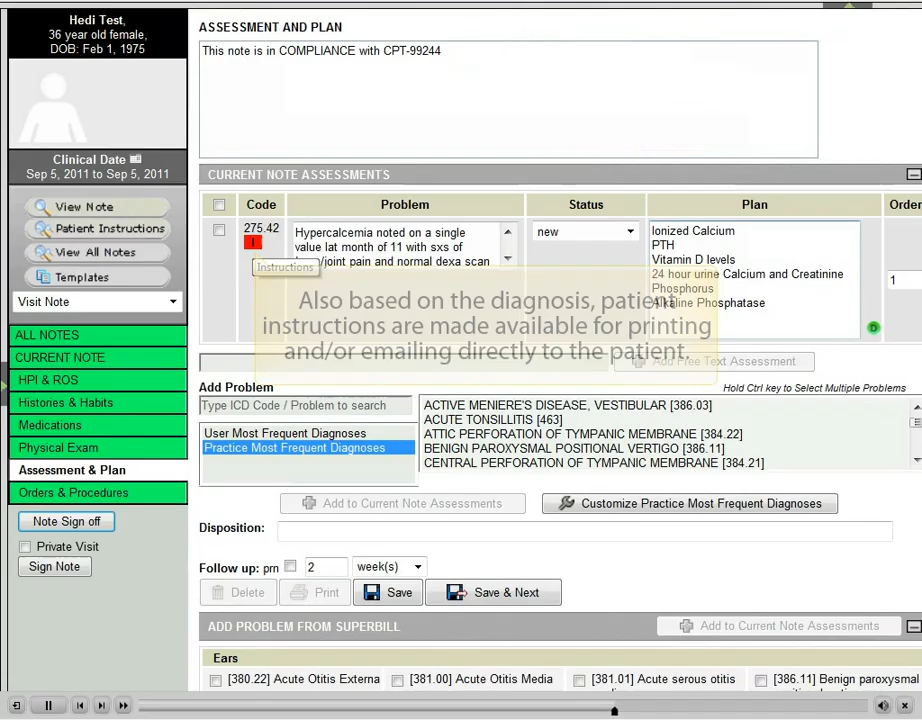 Hedi Test,
36 year old female,
DOB: Feb 1, 1975
Clinical Date
Sep 5, 2011 to Sep 5, 2011
View Note
Patient Instructions
View All Notes
Templates
Visit Note
ALL NOTES
CURRENT NOTE
HPI & ROS
Histories & Habits
Medications
Physical Exam
Assessment & Plan
Orders & Procedures
Note Sign off
Private Visit
Sign Note
ASSESSMENT AND PLAN
This note is in COMPLIANCE with CPT-99244
CURRENT NOTE ASSESSMENTS
Code Problem Status Plan Order
275.42
I
Instructions
Hypercalcemia noted on a single
value lat month of 11 with sxs of
bow/joint pain and normal dexa scan
new
Ionized Calcium
PTH
Vitamin D levels
24 hour urine Calcium and Creatinine
Phosphorus
Alkaline Phosphatase
D
1
Also based on the diagnosis, patient
instructions are made available for printing
and/or emailing directly to the patient.
Add Free Text Assessment
Add Problem
Hold Ctrl key to Select Multiple Problems
Type ICD Code / Problem to search
User Most Frequent Diagnoses
Practice Most Frequent Diagnoses
ACTIVE MENIERE'S DISEASE, VESTIBULAR [386.03]
ACUTE TONSILLITIS [463]
ATTIC PERFORATION OF TYMPANIC MEMBRANE [384.22]
BENIGN PAROXYSMAL POSITIONAL VERTIGO [386.11]
CENTRAL PERFORATION OF TYMPANIC MEMBRANE [384.21]
Add to Current Note Assessments
Customize Practice Most Frequent Diagnoses
Disposition:
Follow up: prn 2 week(s)
Delete Print Save Save & Next
ADD PROBLEM FROM SUPERBILL
Add to Current Note Assessments
Ears
[380.22] Acute Otitis Externa [381.00] Acute Otitis Media [381.01] Acute serous otitis [386.11] Benign paroxysmal